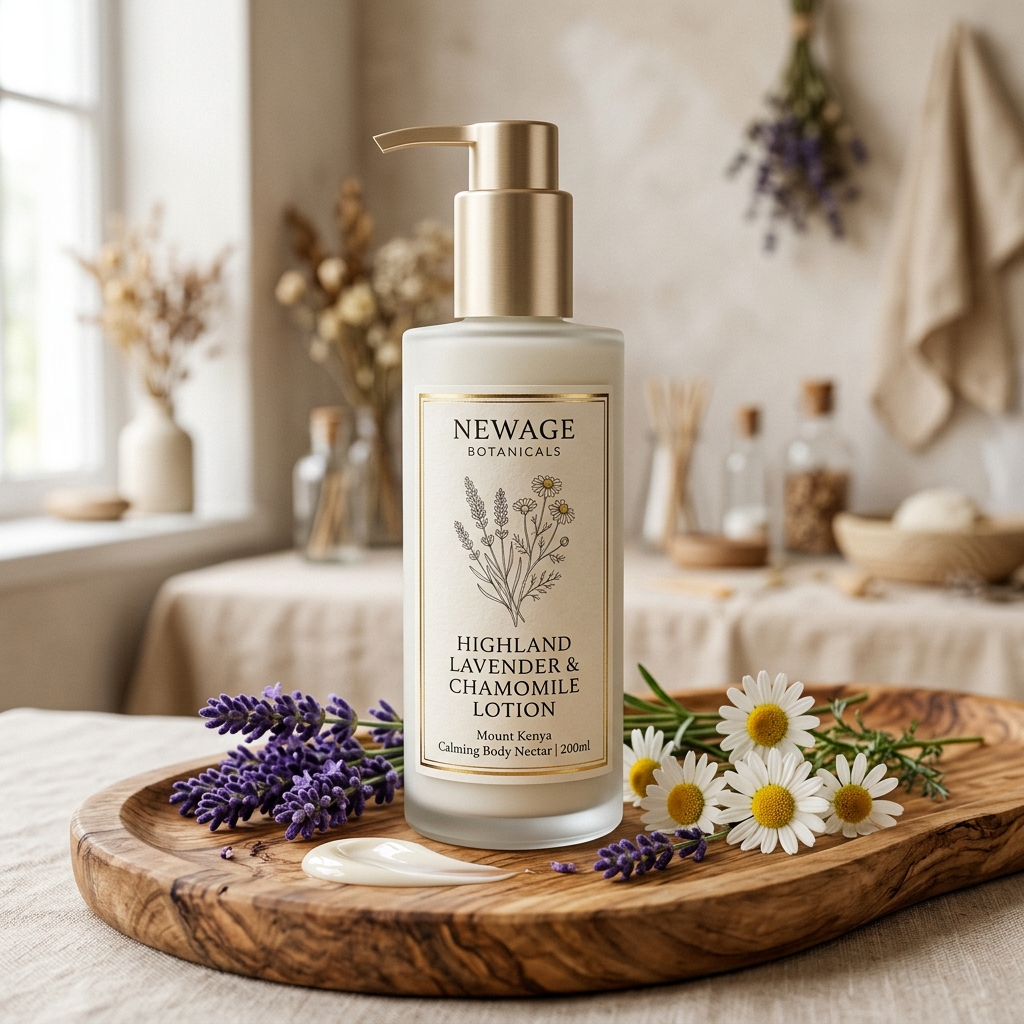 NEWAGE
BOTANICALS
HIGHLAND
LAVENDER &
CHAMOMILE
LOTION
Mount Kenya
Calming Body Nectar | 200ml